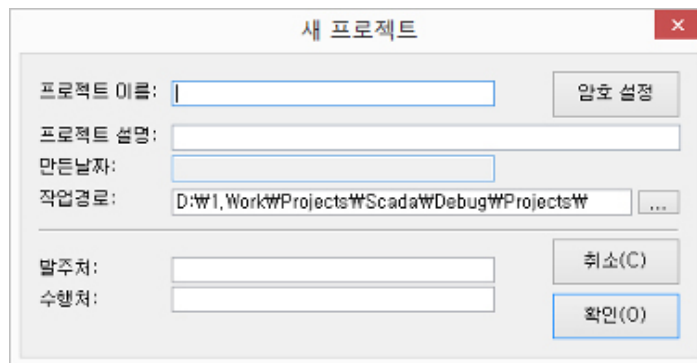 새 프로젝트
프로젝트 이름:
암호 설정
프로젝트 설명:
만든날짜:
작업경로: D:₩1.Work₩Projects₩Scada₩Debug₩Projects₩ ...
발주처:
취소(C)
수행처:
확인(O)